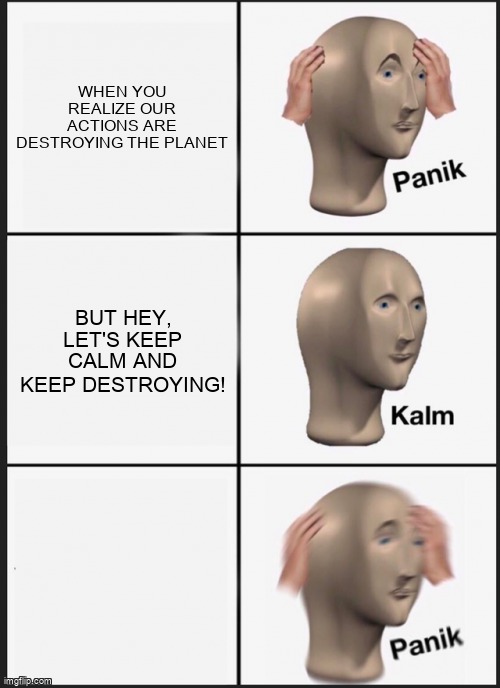 WHEN YOU
REALIZE OUR
ACTIONS ARE
DESTROYING THE PLANET
Panik
BUT HEY,
LET'S KEEP
CALM AND
KEEP DESTROYING!
Kalm
Panik
imgflip.com